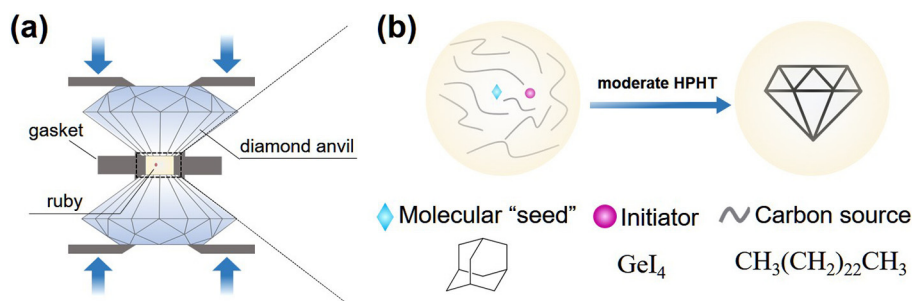 (a)
gasket
diamond anvil
ruby
(b)
moderate HPHT
Molecular “seed”
Initiator
Carbon source
GeI₄
CH₃(CH₂)₂₂CH₃